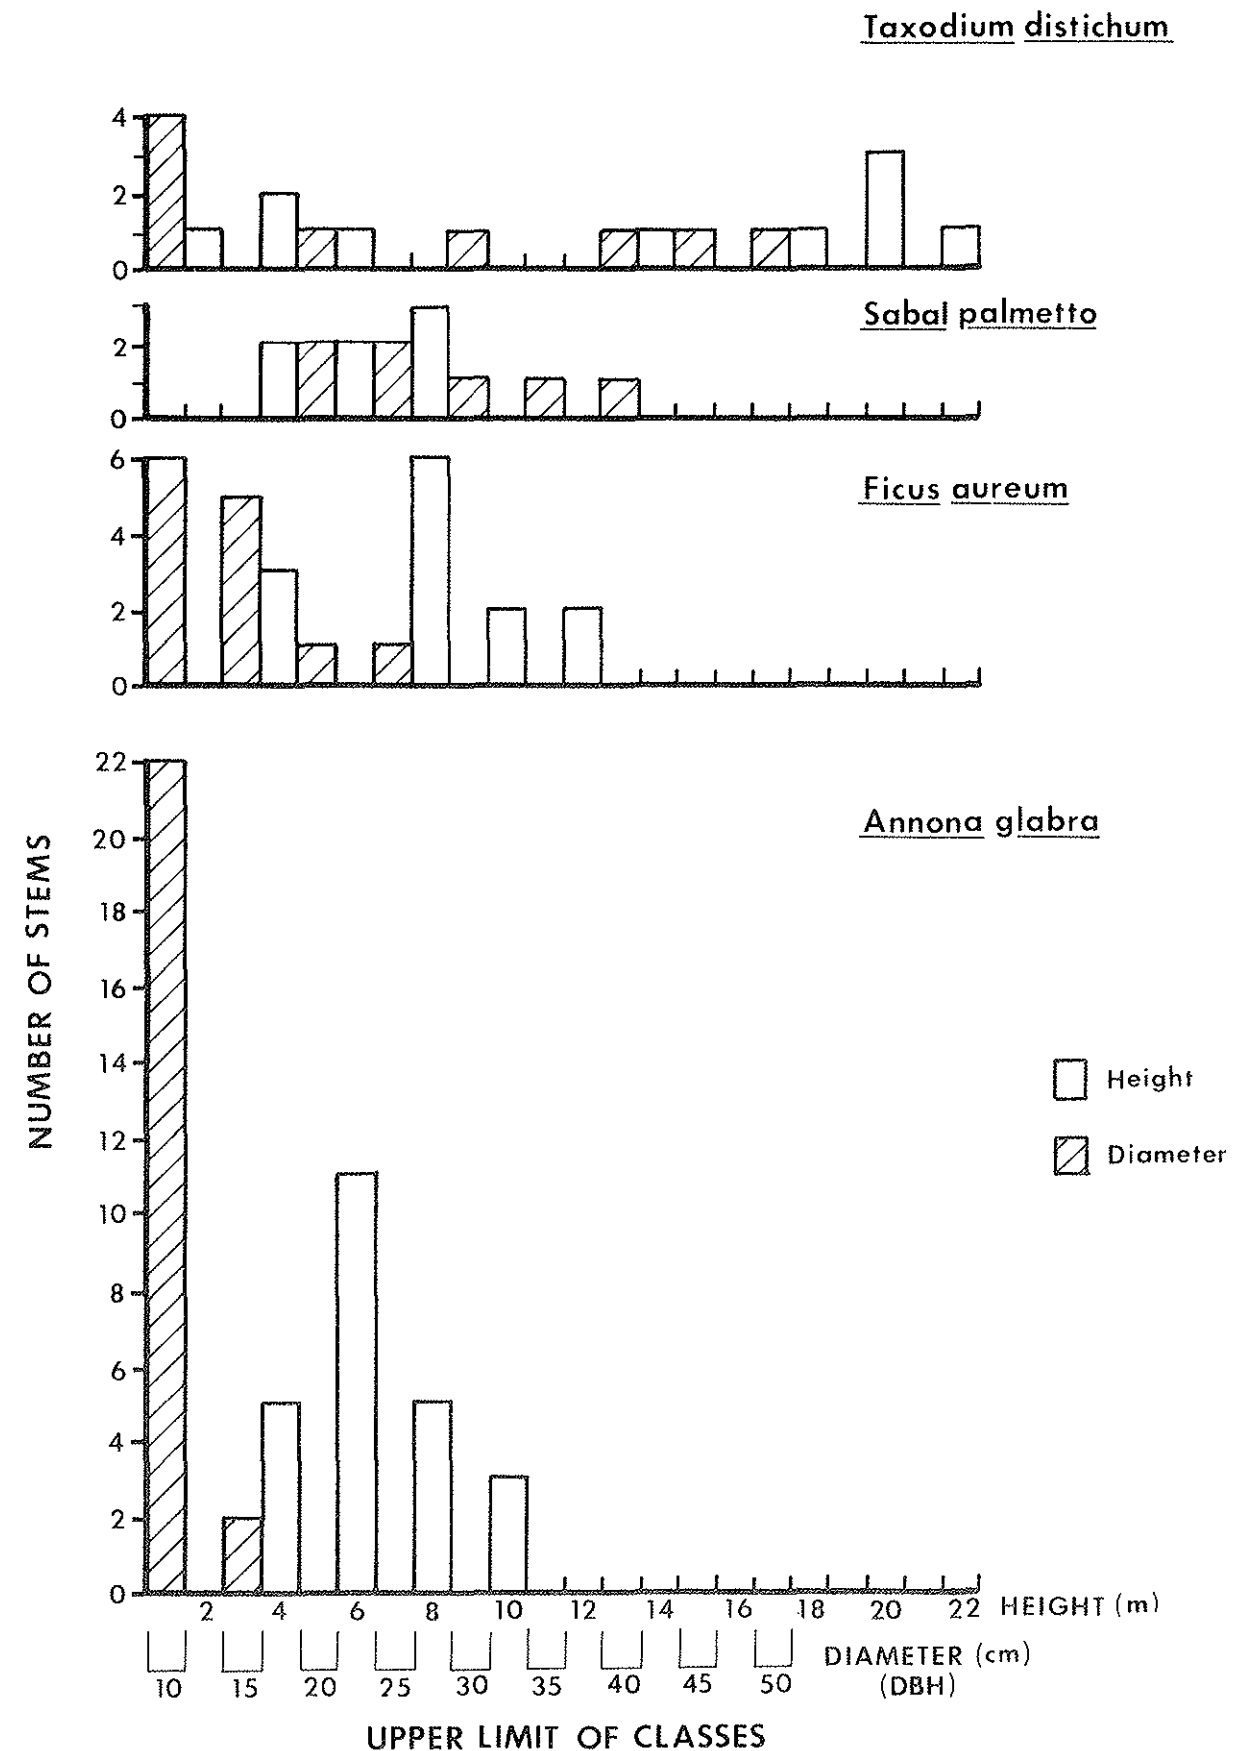 Taxodium distichum
4
2
0
Sabal palmetto
2
0
Ficus aureum
6
4
2
0
Annona glabra
22
20
18
16
14
12
10
8
6
4
2
0
NUMBER OF STEMS
Height
Diameter
2 4 6 8 10 12 14 16 18 20 22 HEIGHT (m)
DIAMETER (cm)
10 15 20 25 30 35 40 45 50 (DBH)
UPPER LIMIT OF CLASSES